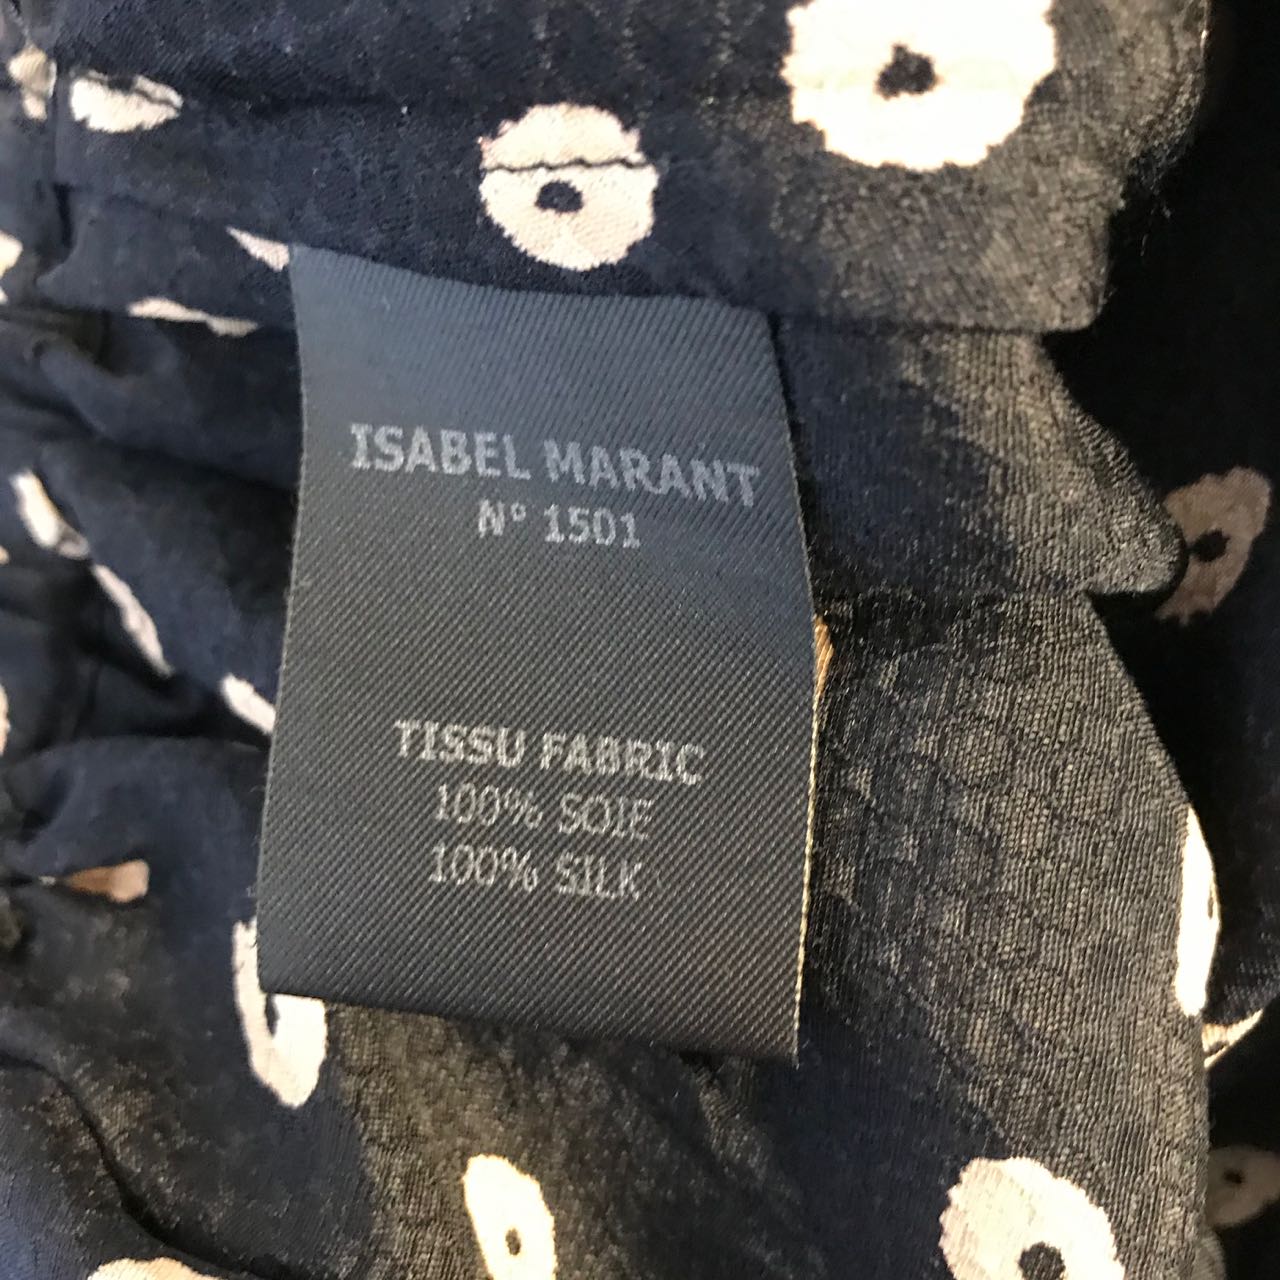 ISABEL MARANT
N° 1501
TISSU FABRIC
100% SOIE
100% SILK